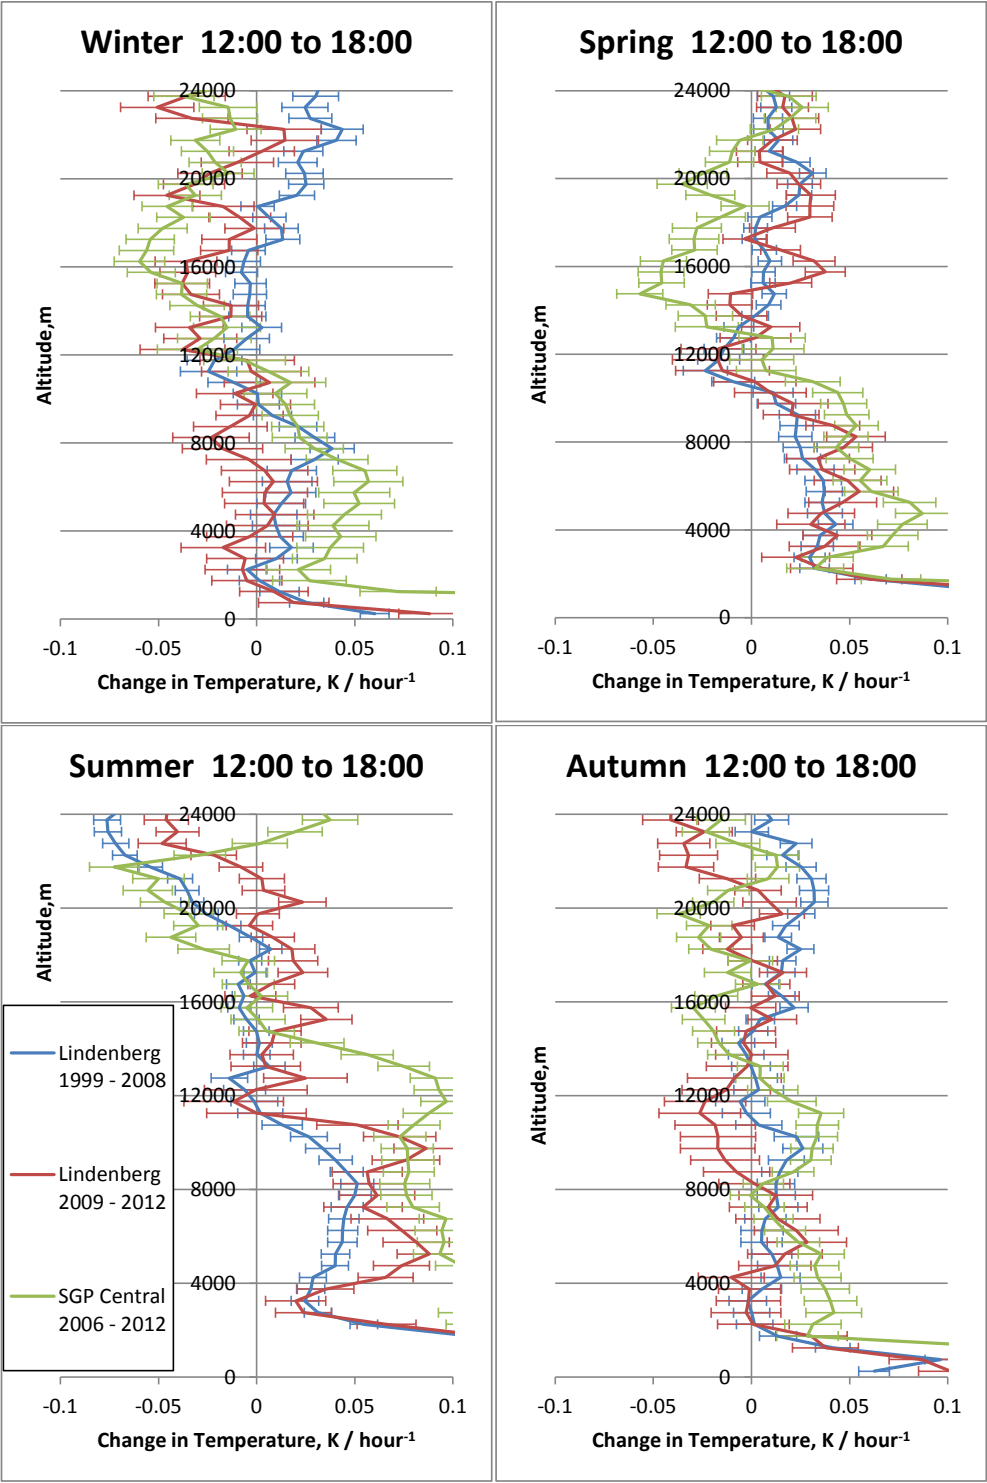 Winter 12:00 to 18:00
24000
20000
16000
12000
8000
4000
0
Altitude,m
-0.1 -0.05 0 0.05 0.1
Change in Temperature, K / hour⁻¹
Spring 12:00 to 18:00
24000
20000
16000
12000
8000
4000
0
Altitude,m
-0.1 -0.05 0 0.05 0.1
Change in Temperature, K / hour⁻¹
Summer 12:00 to 18:00
24000
20000
16000
12000
8000
4000
0
Altitude,m
Lindenberg
1999 - 2008
Lindenberg
2009 - 2012
SGP Central
2006 - 2012
-0.1 -0.05 0 0.05 0.1
Change in Temperature, K / hour⁻¹
Autumn 12:00 to 18:00
24000
20000
16000
12000
8000
4000
0
Altitude,m
-0.1 -0.05 0 0.05 0.1
Change in Temperature, K / hour⁻¹